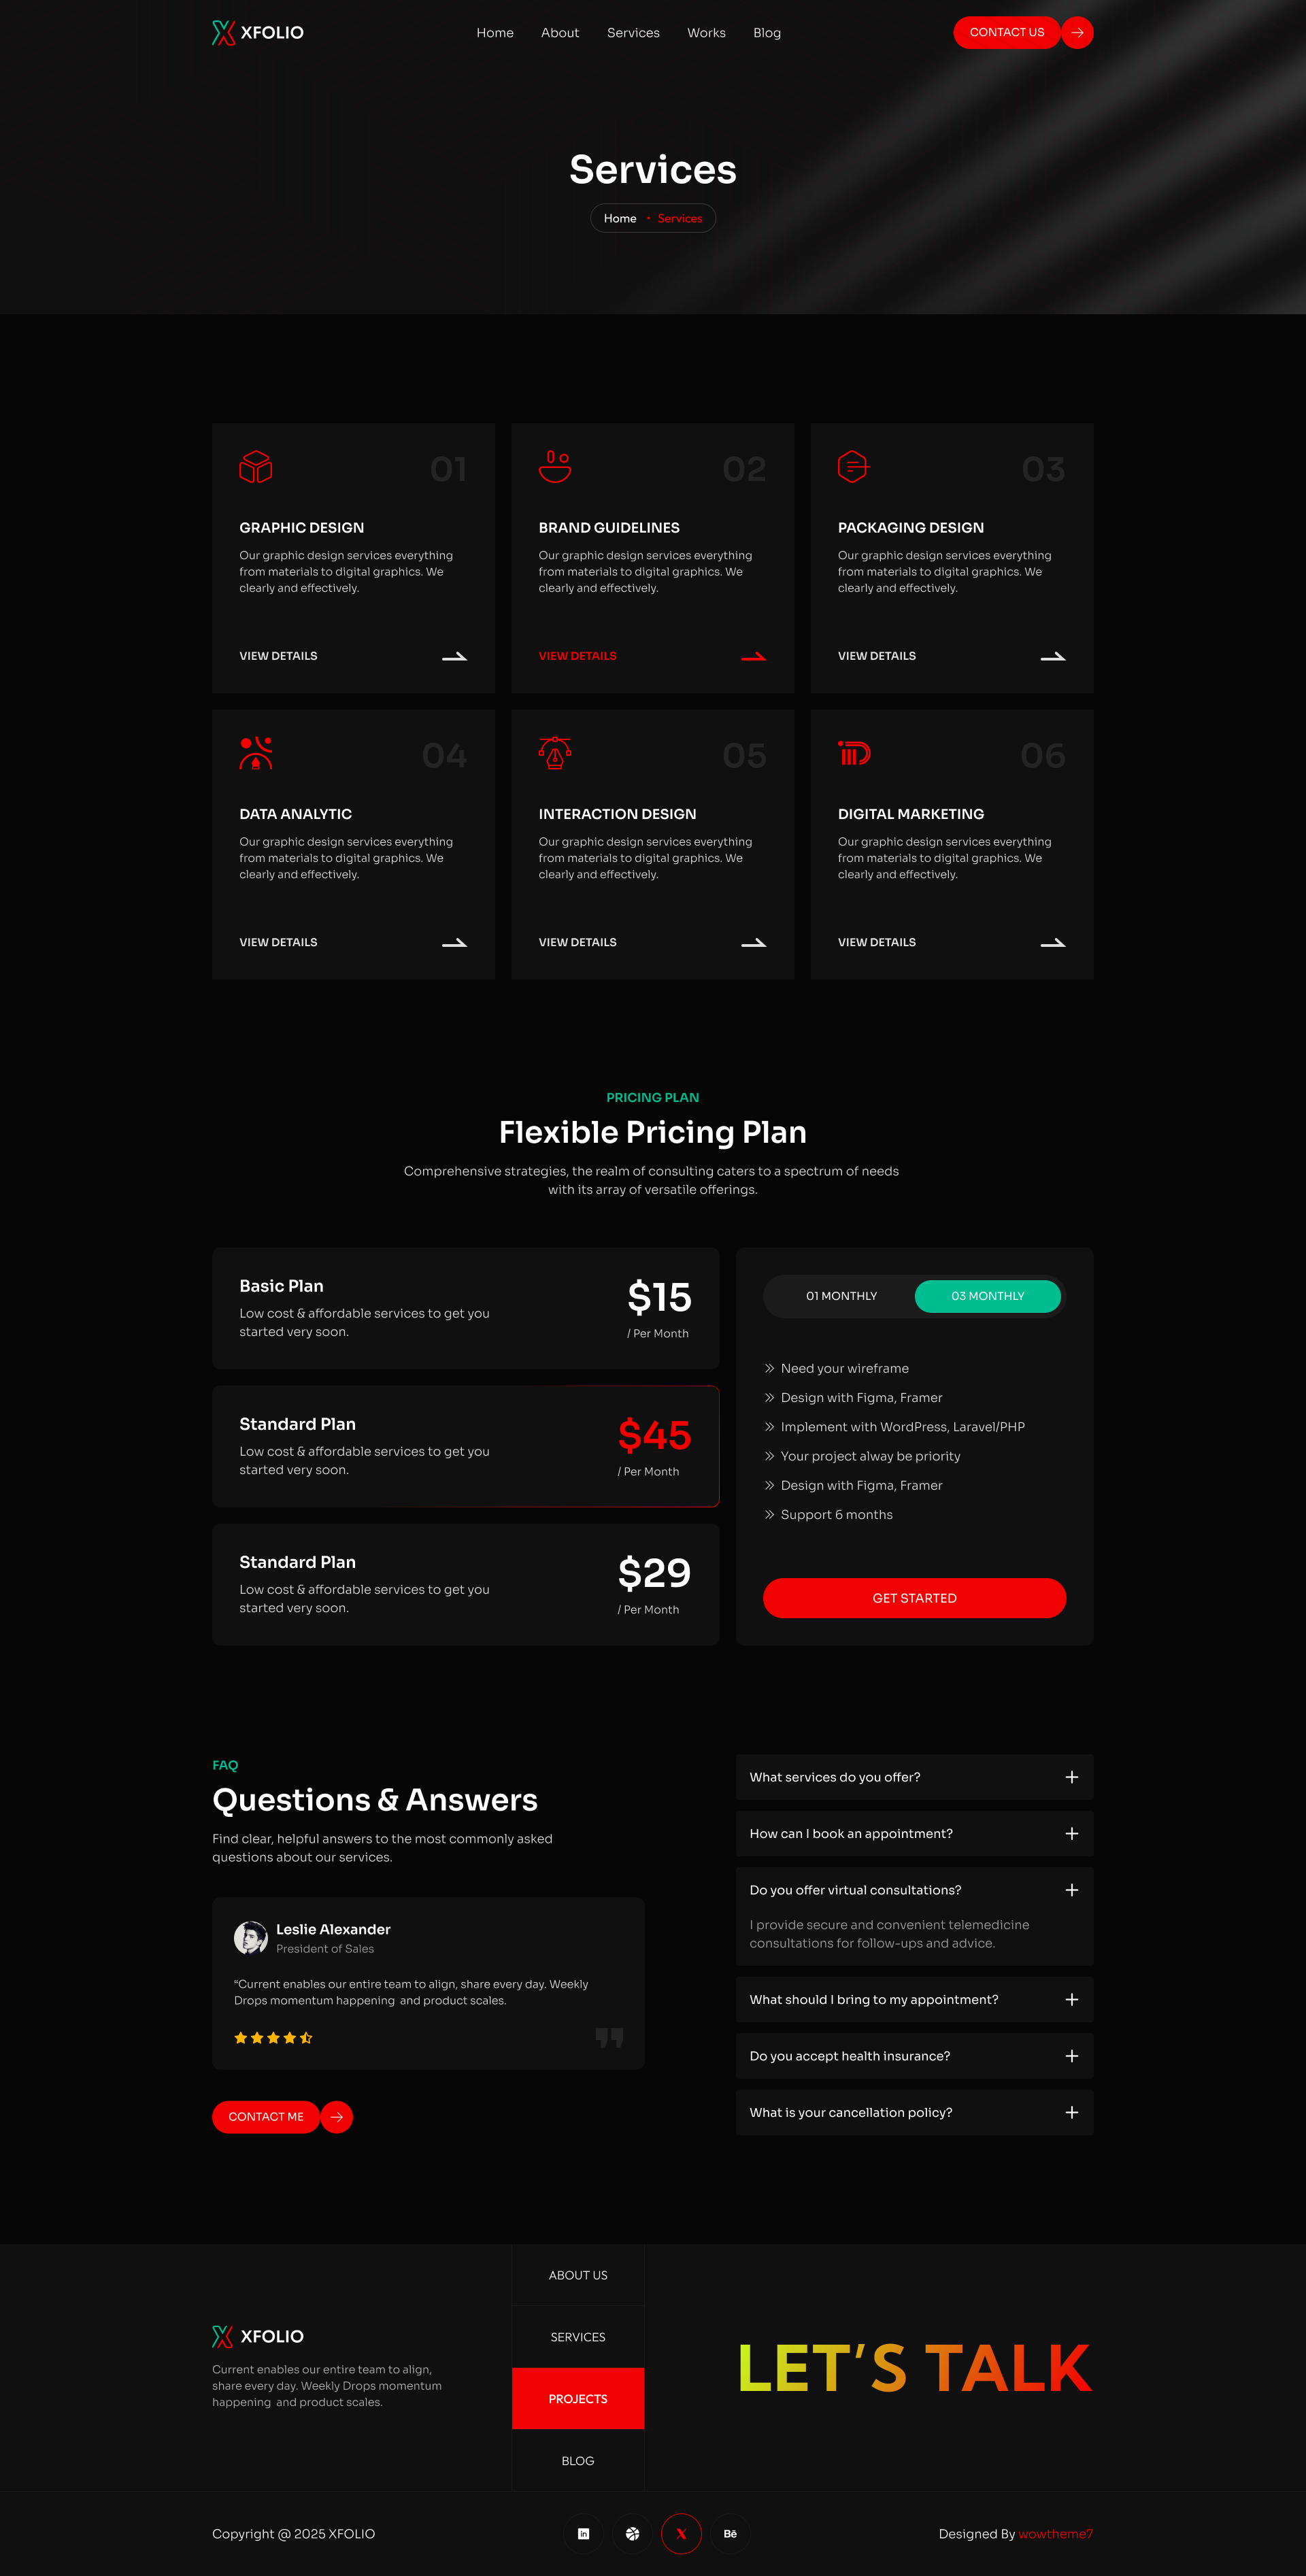 XFOLIO
Home
About
Services
Works
Blog
CONTACT US
Services
Home • Services
01
GRAPHIC DESIGN
Our graphic design services everything
from materials to digital graphics. We
clearly and effectively.
VIEW DETAILS
02
BRAND GUIDELINES
Our graphic design services everything
from materials to digital graphics. We
clearly and effectively.
VIEW DETAILS
03
PACKAGING DESIGN
Our graphic design services everything
from materials to digital graphics. We
clearly and effectively.
VIEW DETAILS
04
DATA ANALYTIC
Our graphic design services everything
from materials to digital graphics. We
clearly and effectively.
VIEW DETAILS
05
INTERACTION DESIGN
Our graphic design services everything
from materials to digital graphics. We
clearly and effectively.
VIEW DETAILS
06
DIGITAL MARKETING
Our graphic design services everything
from materials to digital graphics. We
clearly and effectively.
VIEW DETAILS
PRICING PLAN
Flexible Pricing Plan
Comprehensive strategies, the realm of consulting caters to a spectrum of needs
with its array of versatile offerings.
Basic Plan
Low cost & affordable services to get you
started very soon.
$15
/ Per Month
Standard Plan
Low cost & affordable services to get you
started very soon.
$45
/ Per Month
Standard Plan
Low cost & affordable services to get you
started very soon.
$29
/ Per Month
01 MONTHLY
03 MONTHLY
Need your wireframe
Design with Figma, Framer
Implement with WordPress, Laravel/PHP
Your project alway be priority
Design with Figma, Framer
Support 6 months
GET STARTED
FAQ
Questions & Answers
Find clear, helpful answers to the most commonly asked
questions about our services.
Leslie Alexander
President of Sales
“Current enables our entire team to align, share every day. Weekly
Drops momentum happening  and product scales.
CONTACT ME
What services do you offer?
How can I book an appointment?
Do you offer virtual consultations?
I provide secure and convenient telemedicine
consultations for follow-ups and advice.
What should I bring to my appointment?
Do you accept health insurance?
What is your cancellation policy?
XFOLIO
Current enables our entire team to align,
share every day. Weekly Drops momentum
happening  and product scales.
ABOUT US
SERVICES
PROJECTS
BLOG
LET’S TALK
Copyright @ 2025 XFOLIO
in
X
Bē
Designed By wowtheme7